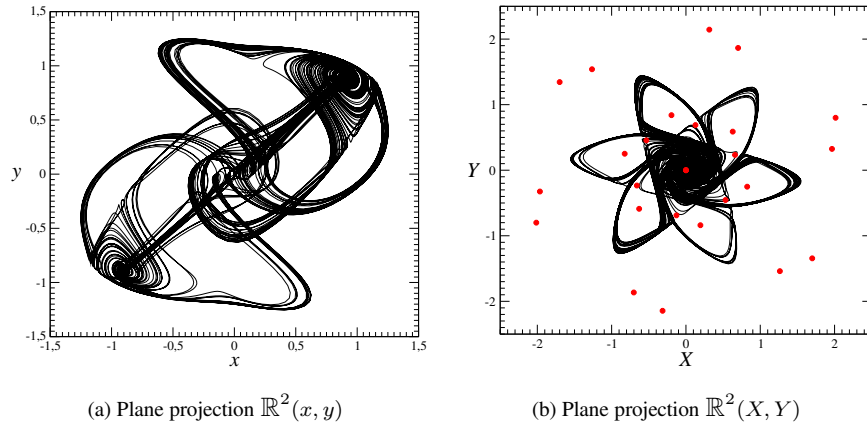 1,5
1
0,5
y 0
-0,5
-1
-1,5
-1,5 -1 -0,5 0 0,5 1 1,5
x
2
1
Y 0
-1
-2
-2 -1 0 1 2
X
(a) Plane projection ℝ²(x, y)
(b) Plane projection ℝ²(X, Y)